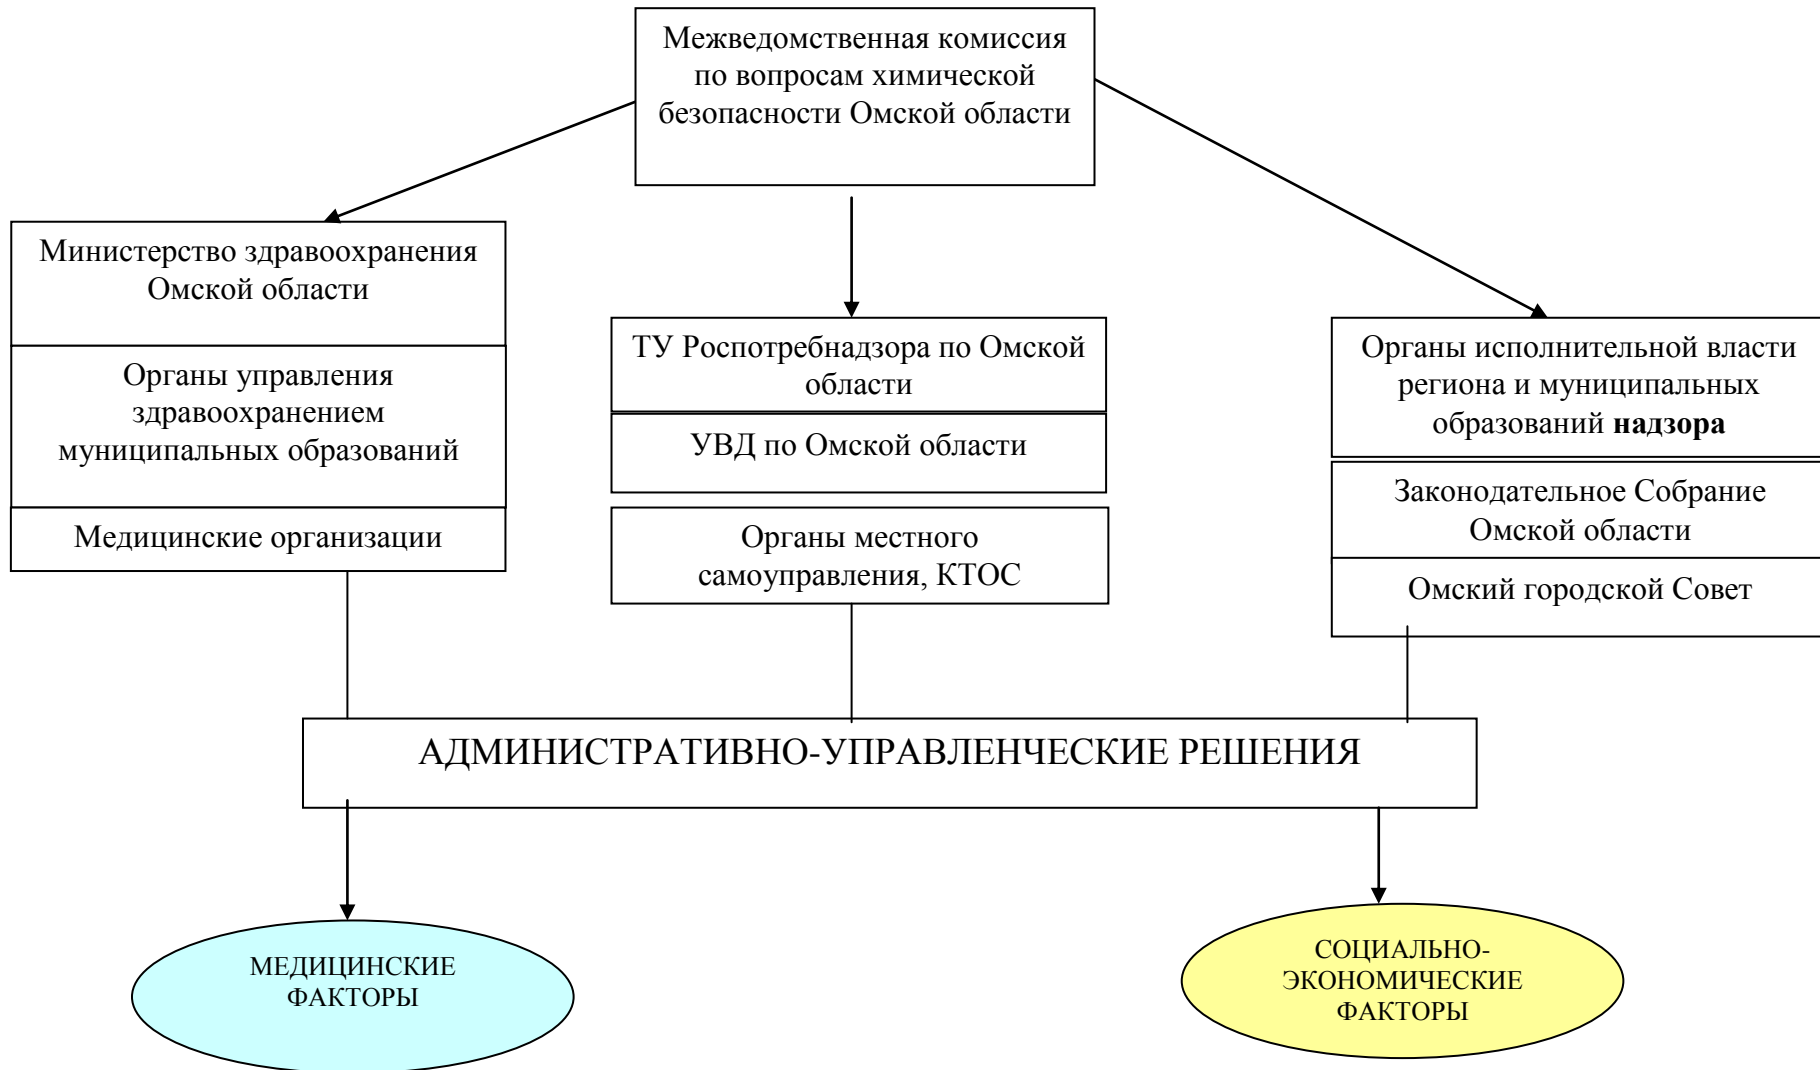 Межведомственная комиссия
по вопросам химической
безопасности Омской области
Министерство здравоохранения
Омской области
Органы управления
здравоохранением
муниципальных образований
Медицинские организации
ТУ Роспотребнадзора по Омской
области
УВД по Омской области
Органы местного
самоуправления, КТОС
Органы исполнительной власти
региона и муниципальных
образований надзора
Законодательное Собрание
Омской области
Омский городской Совет
АДМИНИСТРАТИВНО-УПРАВЛЕНЧЕСКИЕ РЕШЕНИЯ
МЕДИЦИНСКИЕ
ФАКТОРЫ
СОЦИАЛЬНО-
ЭКОНОМИЧЕСКИЕ
ФАКТОРЫ